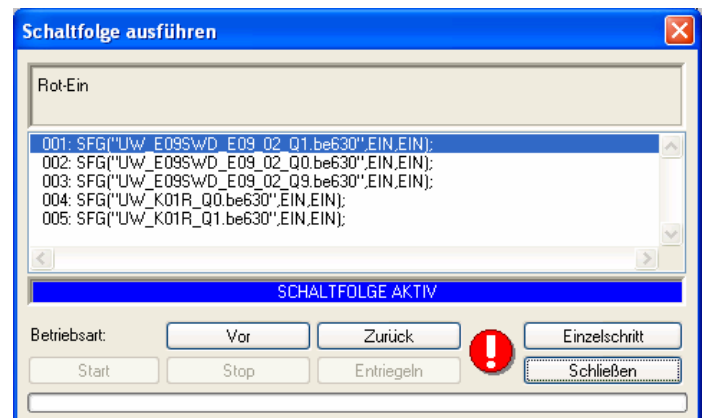 Schaltfolge ausführen
Rot-Ein
001: SFG("UW_E09SWD_E09_02_Q1.be630",EIN,EIN);
002: SFG("UW_E09SWD_E09_02_Q0.be630",EIN,EIN);
003: SFG("UW_E09SWD_E09_02_Q9.be630",EIN,EIN);
004: SFG("UW_K01R_Q0.be630",EIN,EIN);
005: SFG("UW_K01R_Q1.be630",EIN,EIN);
SCHALTFOLGE AKTIV
Betriebsart: Vor Zurück Einzelschritt
Start Stop Entriegeln Schließen